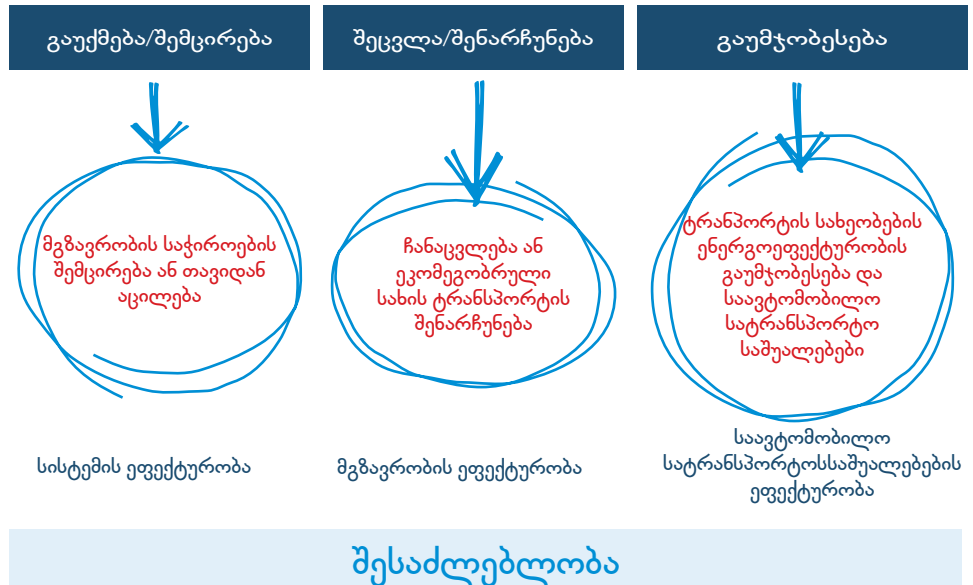 გაუქმება/შემცირება
შეცვლა/შენარჩუნება
გაუმჯობესება
მგზავრობის საჭიროების
შემცირება ან თავიდან
აცილება
ჩანაცვლება ან
ეკომეგობრული
სახის ტრანსპორტის
შენარჩუნება
ტრანპორტის სახეობების
ენერგოეფექტურობის
გაუმჯობესება და
საავტომობილო
სატრანსპორტო
საშუალებები
სისტემის ეფექტურობა
მგზავრობის ეფექტურობა
საავტომობილო
სატრანსპორტოსსაშუალებების
ეფექტურობა
შესაძლებლობა